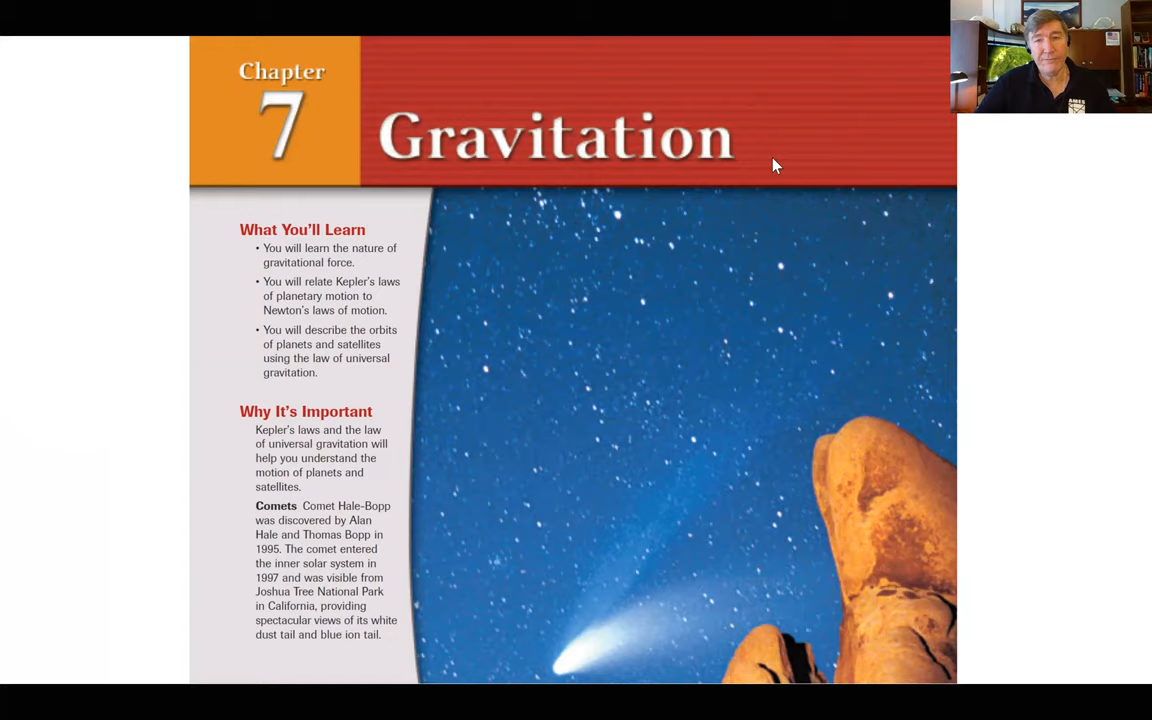 Chapter
7
Gravitation
What You'll Learn
• You will learn the nature of
gravitational force.
• You will relate Kepler's laws
of planetary motion to
Newton's laws of motion.
• You will describe the orbits
of planets and satellites
using the law of universal
gravitation.
Why It's Important
Kepler's laws and the law
of universal gravitation will
help you understand the
motion of planets and
satellites.
Comets Comet Hale-Bopp
was discovered by Alan
Hale and Thomas Bopp in
1995. The comet entered
the inner solar system in
1997 and was visible from
Joshua Tree National Park
in California, providing
spectacular views of its white
dust tail and blue ion tail.